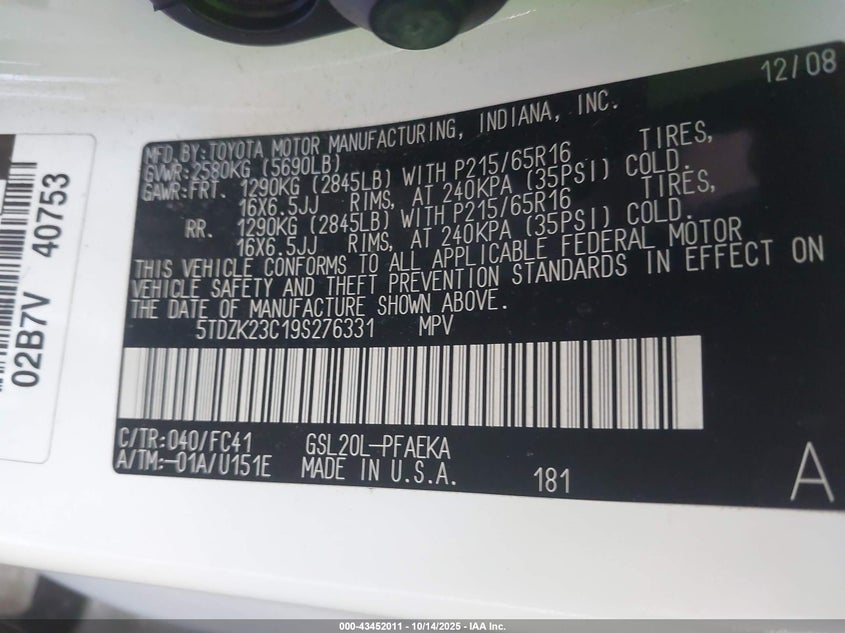 12/08
MFD.BY:TOYOTA MOTOR MANUFACTURING, INDIANA, INC.
GVWR:2580KG (5690LB)
GAWR:FRT. 1290KG (2845LB) WITH P215/65R16 TIRES,
16X6.5JJ RIMS, AT 240KPA (35PSI) COLD.
RR. 1290KG (2845LB) WITH P215/65R16 TIRES,
16X6.5JJ RIMS, AT 240KPA (35PSI) COLD.
THIS VEHICLE CONFORMS TO ALL APPLICABLE FEDERAL MOTOR
VEHICLE SAFETY AND THEFT PREVENTION STANDARDS IN EFFECT ON
THE DATE OF MANUFACTURE SHOWN ABOVE.
5TDZK23C19S276331 MPV
C/TR:040/FC41 GSL20L-PFAEKA
A/TM:-01A/U151E MADE IN U.S.A. 181 A
02B7V 40753
000-43452011 - 10/14/2025 - IAA Inc.